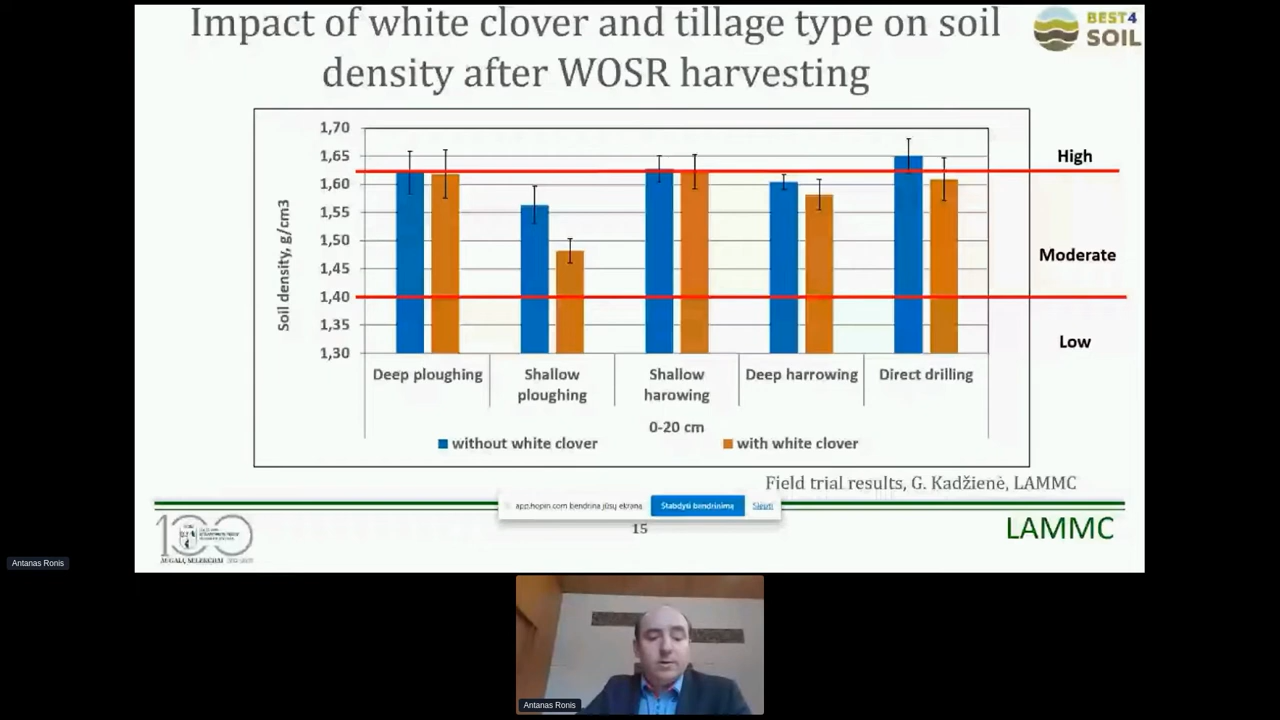 Impact of white clover and tillage type on soil
density after WOSR harvesting
BEST4
SOIL
1,70
1,65
1,60
1,55
1,50
1,45
1,40
1,35
1,30
Soil density, g/cm3
High
Moderate
Low
Deep ploughing
Shallow
ploughing
Shallow
harowing
Deep harrowing
Direct drilling
0-20 cm
without white clover
with white clover
Field trial results, G. Kadžienė, LAMMC
app.hopin.com bendrina jūsų ekraną
Stabdyti bendrinimą
Slėpti
15
100
LAMMC
Antanas Ronis
Antanas Ronis